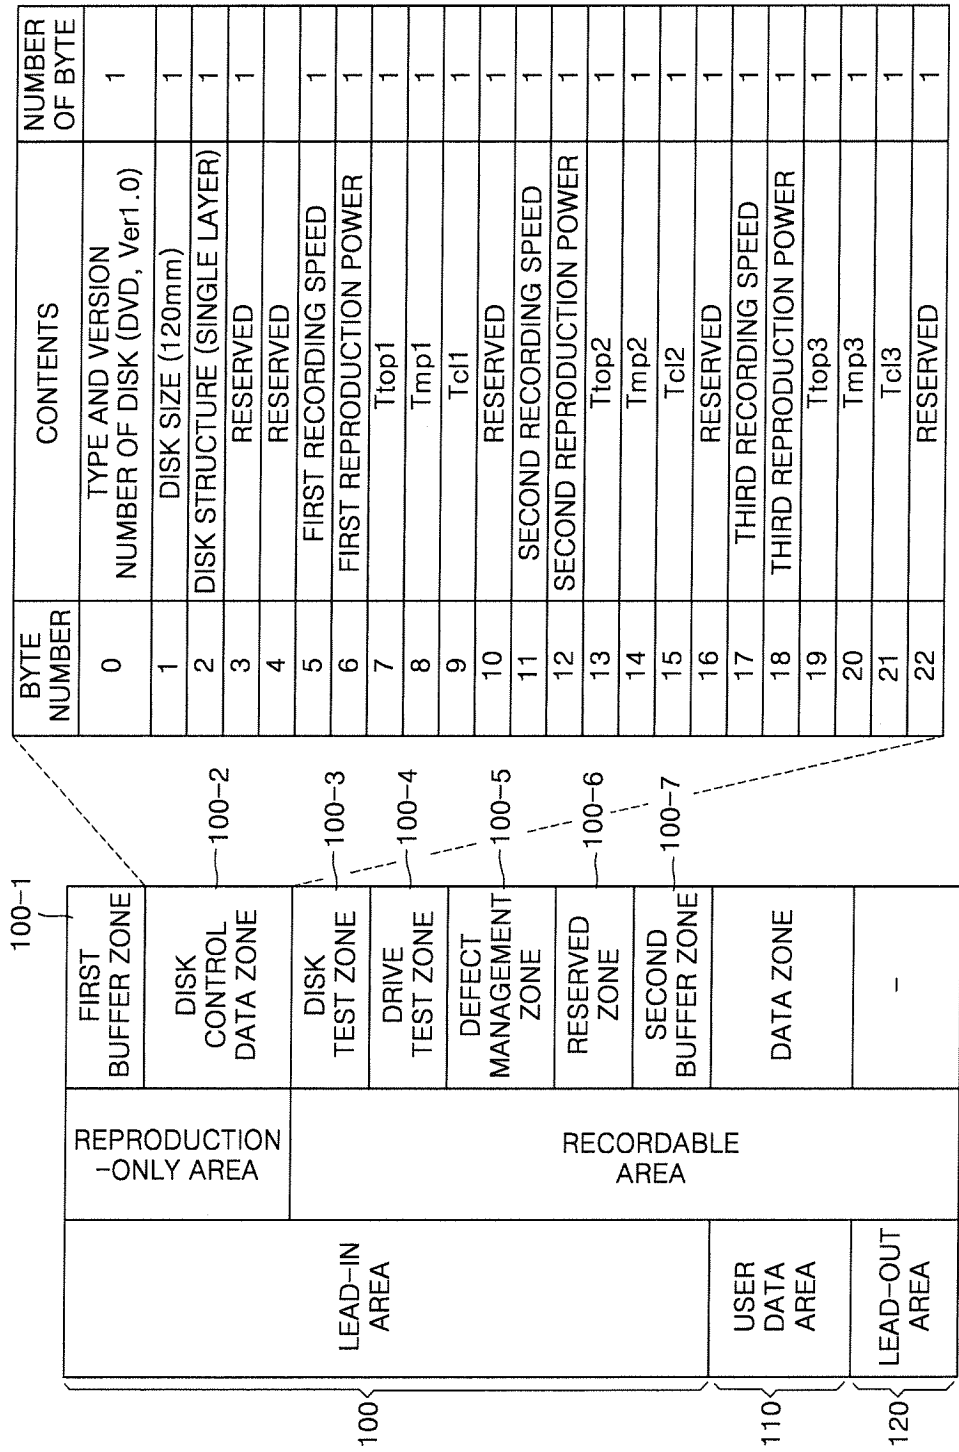 100-1
FIRST
BUFFER ZONE
DISK
CONTROL
DATA ZONE
DISK
TEST ZONE
DRIVE
TEST ZONE
DEFECT
MANAGEMENT
ZONE
RESERVED
ZONE
SECOND
BUFFER ZONE
DATA ZONE
-
100-2
100-3
100-4
100-5
100-6
100-7
REPRODUCTION
-ONLY AREA
RECORDABLE
AREA
LEAD-IN
AREA
USER
DATA
AREA
LEAD-OUT
AREA
100
110
120
BYTE
NUMBER
CONTENTS
NUMBER
OF BYTE
0
TYPE AND VERSION
NUMBER OF DISK (DVD, Ver1.0)
1
1 DISK SIZE (120mm) 1
2 DISK STRUCTURE (SINGLE LAYER) 1
3 RESERVED 1
4 RESERVED
5 FIRST RECORDING SPEED 1
6 FIRST REPRODUCTION POWER 1
7 Ttop1 1
8 Tmp1 1
9 Tcl1 1
10 RESERVED 1
11 SECOND RECORDING SPEED 1
12 SECOND REPRODUCTION POWER 1
13 Ttop2 1
14 Tmp2 1
15 Tcl2 1
16 RESERVED 1
17 THIRD RECORDING SPEED 1
18 THIRD REPRODUCTION POWER 1
19 Ttop3 1
20 Tmp3 1
21 Tcl3 1
22 RESERVED 1